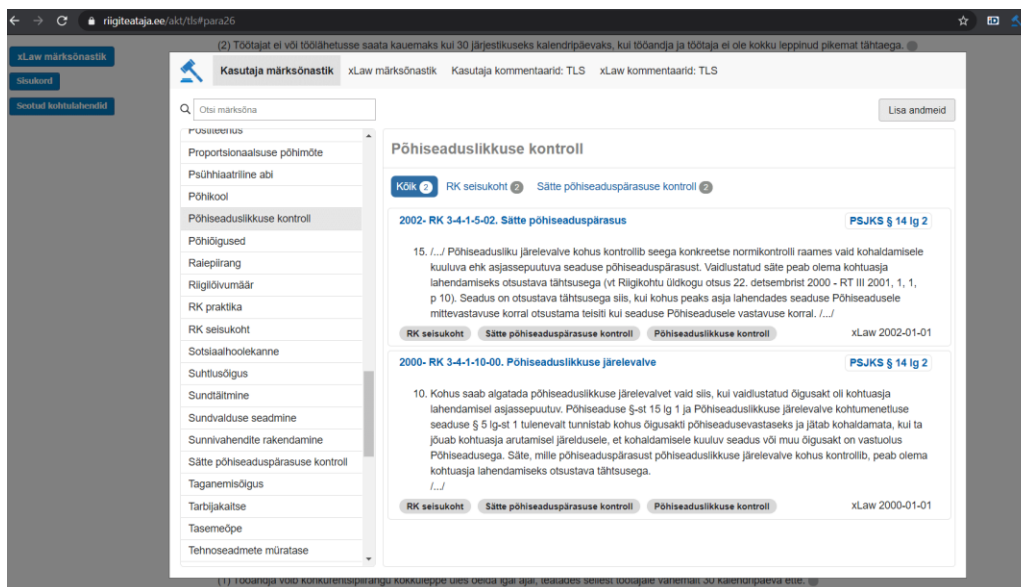 riigiteataja.ee/akt/tls#para26
(2) Töötajat ei või töölähetusse saata kauemaks kui 30 järjestikuseks kalendripäevaks, kui tööandja ja töötaja ei ole kokku leppinud pikemat tähtaega.
xLaw märksõnastik
Sisukord
Seotud kohtulahendid
Kasutaja märksõnastik xLaw märksõnastik Kasutaja kommentaarid: TLS xLaw kommentaarid: TLS
Otsi märksõna
Lisa andmeid
Postiteenus
Proportsionaalsuse põhimõte
Psühhiaatriline abi
Põhikool
Põhiseaduslikkuse kontroll
Põhiõigused
Raiepiirang
Riigilõivumäär
RK praktika
RK seisukoht
Sotsiaalhoolekanne
Suhtlusõigus
Sundtäitmine
Sundvalduse seadmine
Sunnivahendite rakendamine
Sätte põhiseaduspärasuse kontroll
Taganemisõigus
Tarbijakaitse
Tasemeõpe
Tehnoseadmete müratase
Põhiseaduslikkuse kontroll
Kõik 2 RK seisukoht 2 Sätte põhiseaduspärasuse kontroll 2
2002- RK 3-4-1-5-02. Sätte põhiseaduspärasus PSJKS § 14 lg 2
15. /.../ Põhiseadusliku järelevalve kohus kontrollib seega konkreetse normikontrolli raames vaid kohaldamisele
kuuluva ehk asjassepuutuva seaduse põhiseaduspärasust. Vaidlustatud säte peab olema kohtuasja
lahendamiseks otsustava tähtsusega (vt Riigikohtu üldkogu otsus 22. detsembrist 2000 - RT III 2001, 1, 1,
p 10). Seadus on otsustava tähtsusega siis, kui kohus peaks asja lahendades seaduse Põhiseadusele
mittevastavuse korral otsustama teisiti kui seaduse Põhiseadusele vastavuse korral. /.../
RK seisukoht Sätte põhiseaduspärasuse kontroll Põhiseaduslikkuse kontroll xLaw 2002-01-01
2000- RK 3-4-1-10-00. Põhiseaduslikkuse järelevalve PSJKS § 14 lg 2
10. Kohus saab algatada põhiseaduslikkuse järelevalvet vaid siis, kui vaidlustatud õigusakt oli kohtuasja
lahendamisel asjassepuutuv. Põhiseaduse §-st 15 lg 1 ja Põhiseaduslikkuse järelevalve kohtumenetluse
seaduse § 5 lg-st 1 tulenevalt tunnistab kohus õigusakti põhiseadusevastaseks ja jätab kohaldamata, kui ta
jõuab kohtuasja arutamisel järeldusele, et kohaldamisele kuuluv seadus või muu õigusakt on vastuolus
Põhiseadusega. Säte, mille põhiseaduspärasust põhiseaduslikkuse järelevalve kohus kontrollib, peab olema
kohtuasja lahendamiseks otsustava tähtsusega.
/.../
RK seisukoht Sätte põhiseaduspärasuse kontroll Põhiseaduslikkuse kontroll xLaw 2000-01-01
(1) Tööandja võib konkurentsipiirangu kokkuleppe üles öelda igal ajal, teatades sellest töötajale vähemalt 30 kalendripäeva ette.